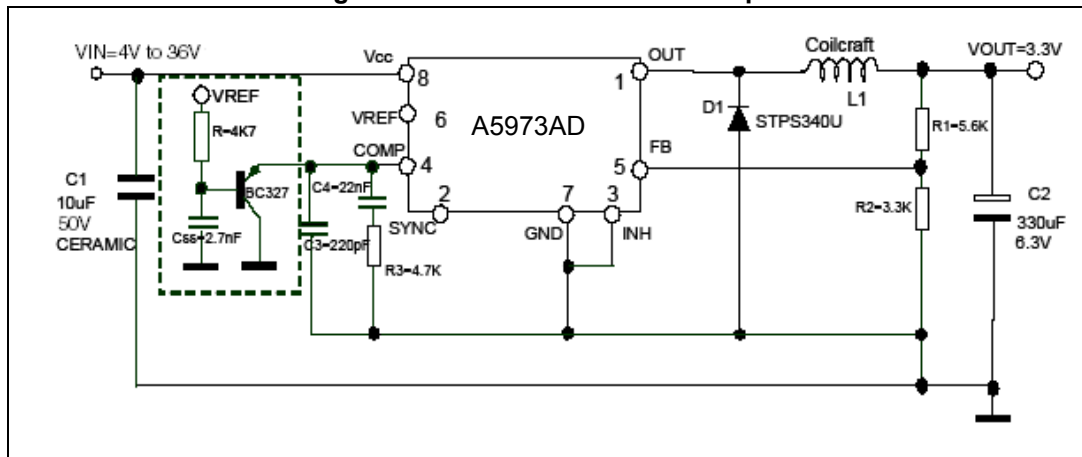 VIN=4V to 36V
Vcc
8
VREF
6
COMP
4
A5973AD
OUT
1
FB
5
2
SYNC
7
GND
3
INH
Coilcraft
L1
VOUT=3.3V
D1
STPS340U
R1=5.6K
R2=3.3K
C2
330uF
6.3V
C1
10uF
50V
CERAMIC
VREF
R=4K7
BC327
Css=2.7nF
C4=22nF
C3=220pF
R3=4.7K